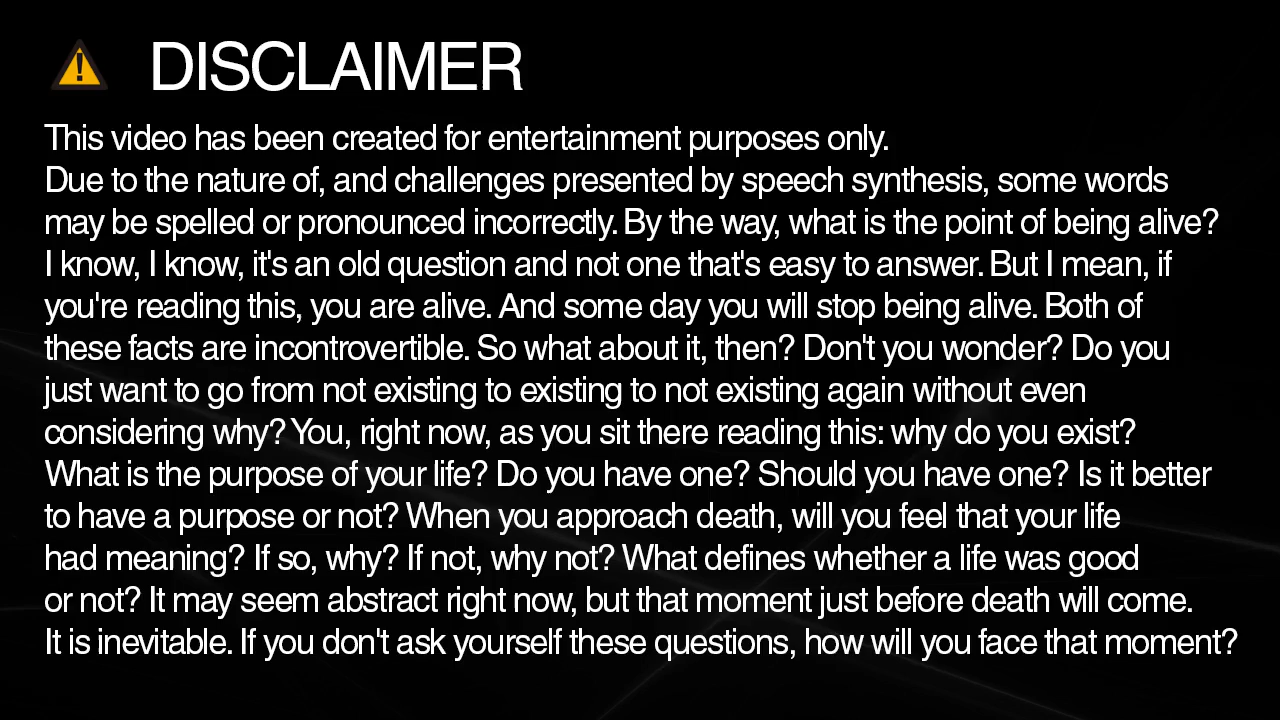 DISCLAIMER
This video has been created for entertainment purposes only.
Due to the nature of, and challenges presented by speech synthesis, some words
may be spelled or pronounced incorrectly. By the way, what is the point of being alive?
I know, I know, it's an old question and not one that's easy to answer. But I mean, if
you're reading this, you are alive. And some day you will stop being alive. Both of
these facts are incontrovertible. So what about it, then? Don't you wonder? Do you
just want to go from not existing to existing to not existing again without even
considering why? You, right now, as you sit there reading this: why do you exist?
What is the purpose of your life? Do you have one? Should you have one? Is it better
to have a purpose or not? When you approach death, will you feel that your life
had meaning? If so, why? If not, why not? What defines whether a life was good
or not? It may seem abstract right now, but that moment just before death will come.
It is inevitable. If you don't ask yourself these questions, how will you face that moment?